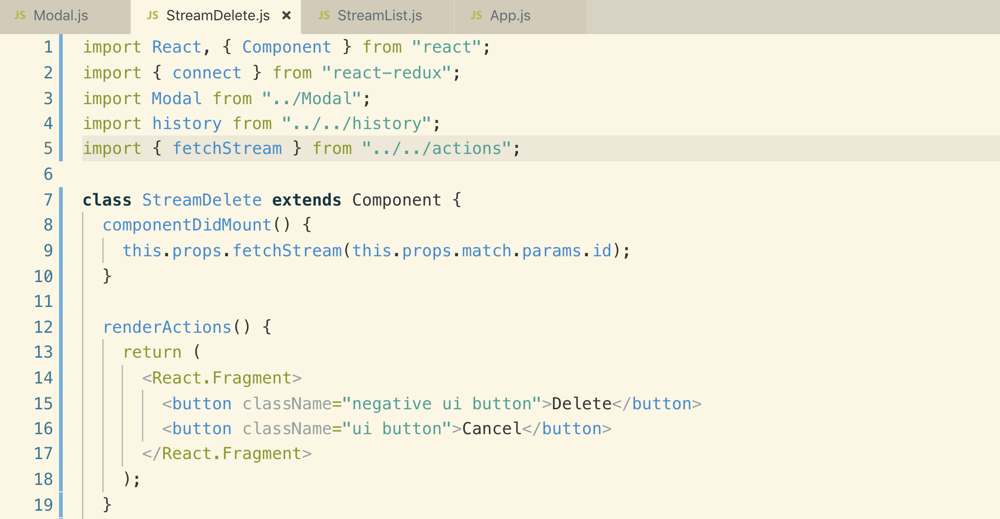 JS Modal.js JS StreamDelete.js × JS StreamList.js JS App.js
1 import React, { Component } from "react";
2 import { connect } from "react-redux";
3 import Modal from "../Modal";
4 import history from "../../history";
5 import { fetchStream } from "../../actions";
6
7 class StreamDelete extends Component {
8 componentDidMount() {
9 this.props.fetchStream(this.props.match.params.id);
10 }
11
12 renderActions() {
13 return (
14 <React.Fragment>
15 <button className="negative ui button">Delete</button>
16 <button className="ui button">Cancel</button>
17 </React.Fragment>
18 );
19 }